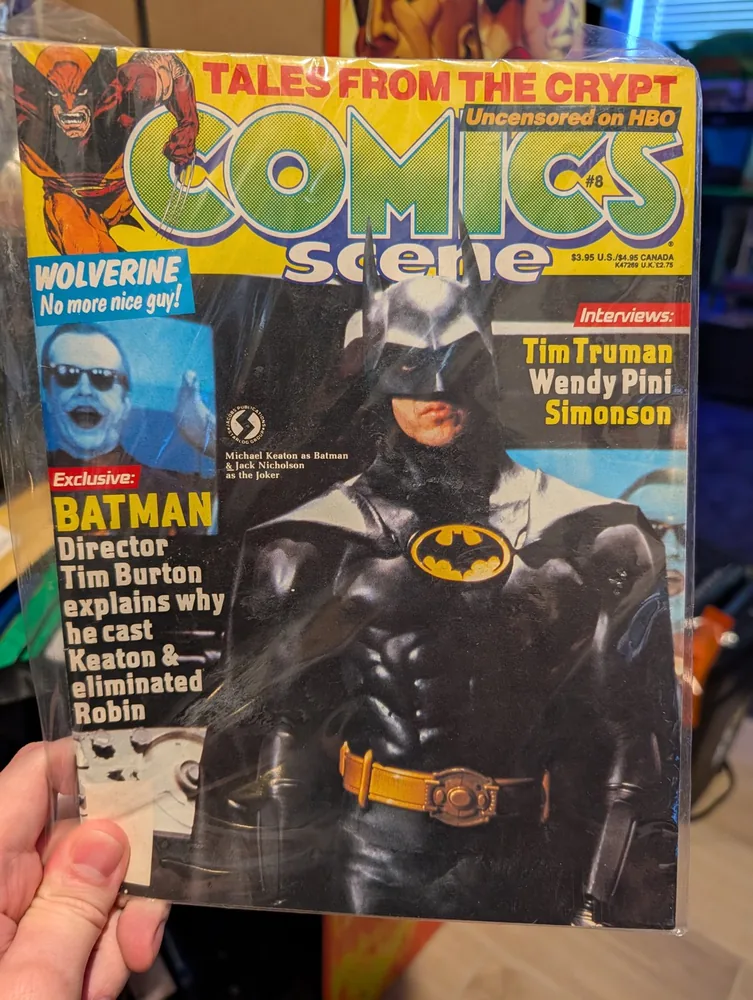 TALES FROM THE CRYPT
Uncensored on HBO
COMICS
#8
scene
$3.95 U.S./$4.95 CANADA
K47269 U.K. £2.75
WOLVERINE
No more nice guy!
Interviews:
Tim Truman
Wendy Pini
Simonson
Michael Keaton as Batman
& Jack Nicholson
as the Joker
Exclusive:
BATMAN
Director
Tim Burton
explains why
he cast
Keaton &
eliminated
Robin